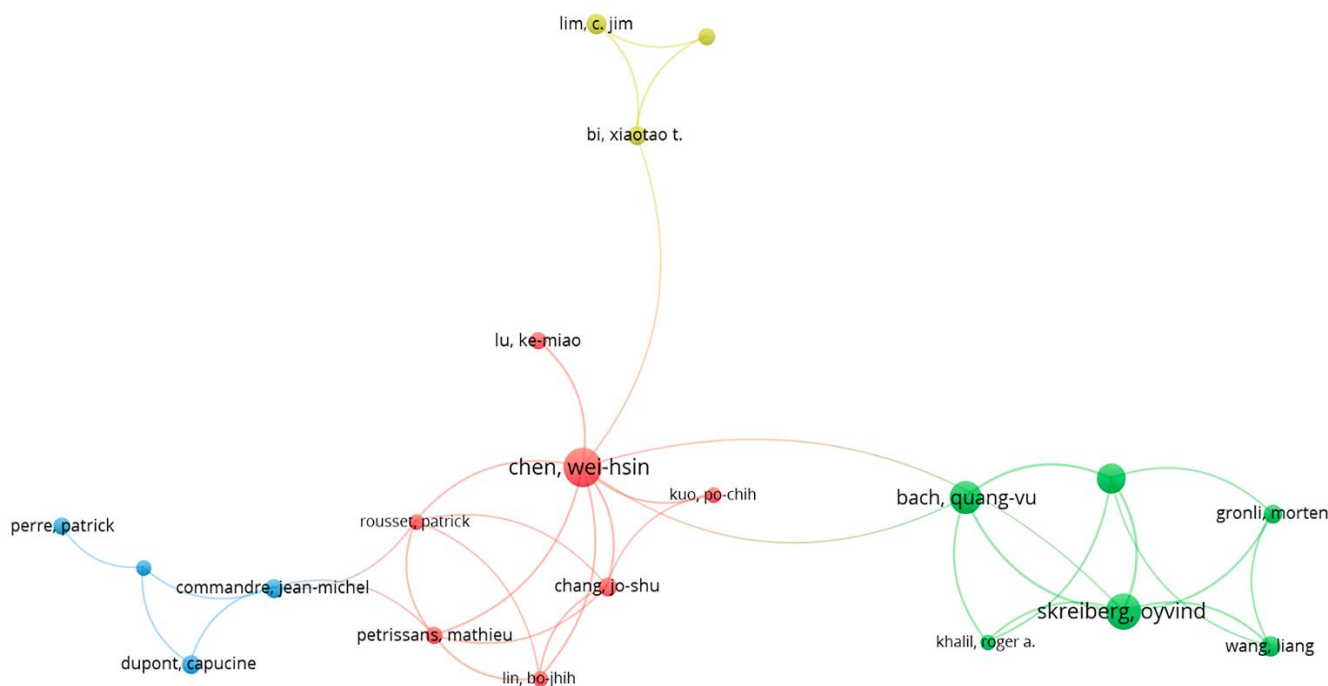 lim, c. jim
bi, xiaotao t.
lu, ke-miao
chen, wei-hsin
kuo, po-chih
bach, quang-vu
gronli, morten
rousset, patrick
perre, patrick
commandre, jean-michel
chang, jo-shu
skreiberg, oyvind
petrissans, mathieu
khalil, roger a.
wang, liang
dupont, capucine
lin, bo-jhih